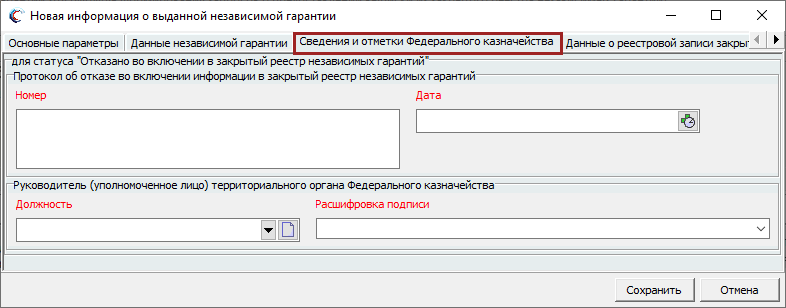 Новая информация о выданной независимой гарантии
Основные параметры Данные независимой гарантии Сведения и отметки Федерального казначейства Данные о реестровой записи закрыт
для статуса "Отказано во включении в закрытый реестр независимых гарантий"
Протокол об отказе во включении информации в закрытый реестр независимых гарантий
Номер Дата
Руководитель (уполномоченное лицо) территориального органа Федерального казначейства
Должность Расшифровка подписи
Сохранить Отмена